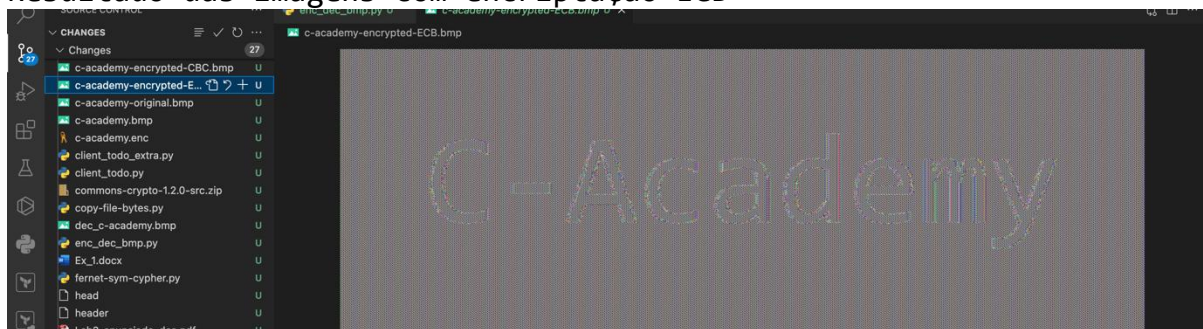 Resultado das imagens com encriptação ECB
SOURCE CONTROL
enc_dec_bmp.py U
c-academy-encrypted-ECB.bmp U
CHANGES
c-academy-encrypted-ECB.bmp
27
Changes
27
c-academy-encrypted-CBC.bmp U
c-academy-encrypted-E... U
c-academy-original.bmp U
c-academy.bmp U
c-academy.enc U
client_todo_extra.py U
client_todo.py U
commons-crypto-1.2.0-src.zip U
copy-file-bytes.py U
dec_c-academy.bmp U
enc_dec_bmp.py U
Ex_1.docx U
fernet-sym-cypher.py U
head U
header U
C-Academy